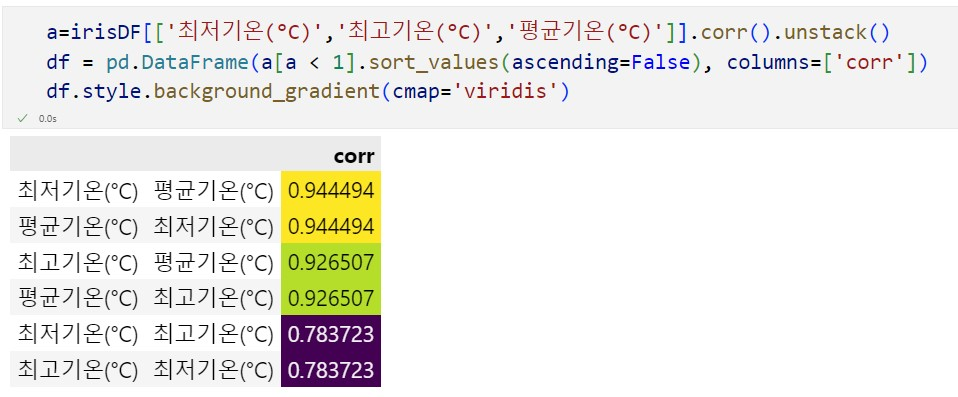 a=irisDF[['최저기온(°C)','최고기온(°C)','평균기온(°C)']].corr().unstack()
df = pd.DataFrame(a[a < 1].sort_values(ascending=False), columns=['corr'])
df.style.background_gradient(cmap='viridis')
✓ 0.0s
corr
최저기온(°C) 평균기온(°C) 0.944494
평균기온(°C) 최저기온(°C) 0.944494
최고기온(°C) 평균기온(°C) 0.926507
평균기온(°C) 최고기온(°C) 0.926507
최저기온(°C) 최고기온(°C) 0.783723
최고기온(°C) 최저기온(°C) 0.783723